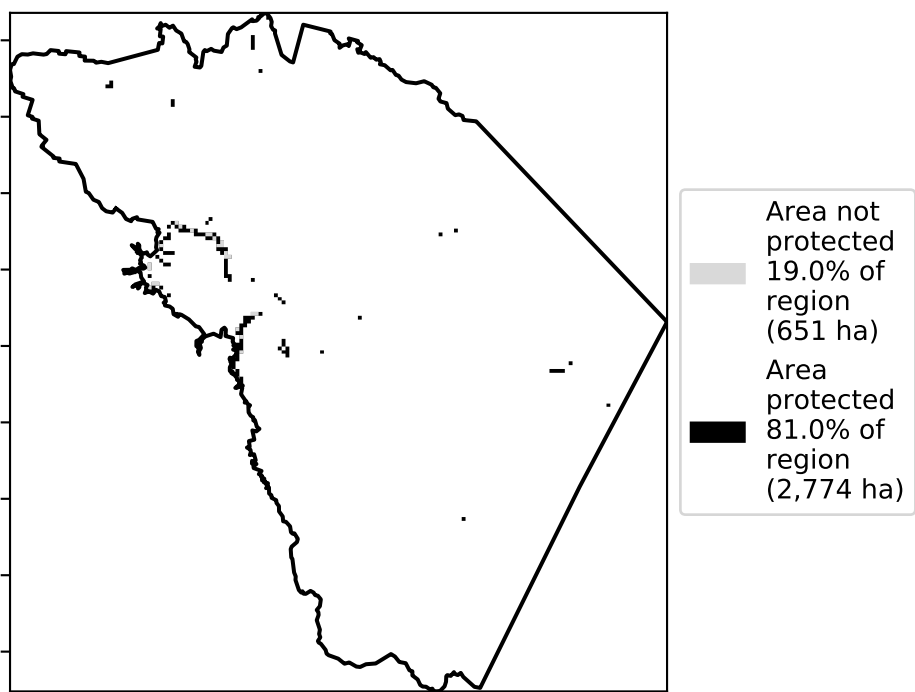 Area not
protected
19.0% of
region
(651 ha)
Area
protected
81.0% of
region
(2,774 ha)